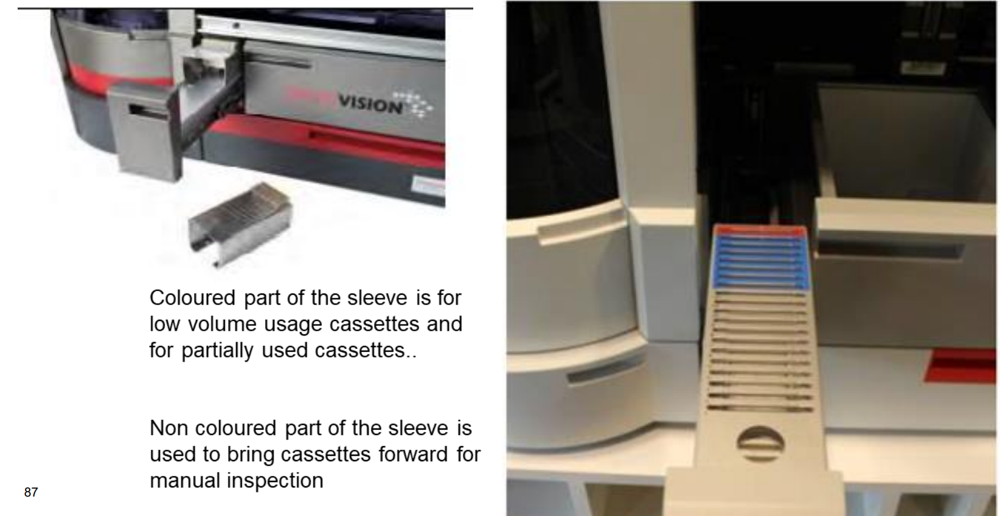 VISION
Coloured part of the sleeve is for
low volume usage cassettes and
for partially used cassettes..
Non coloured part of the sleeve is
used to bring cassettes forward for
manual inspection
87